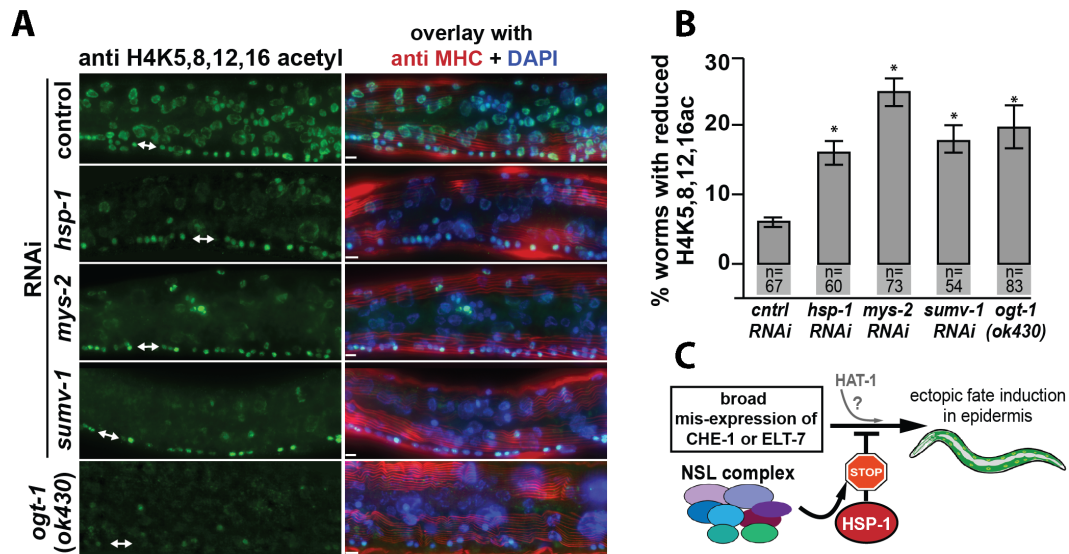 A
anti H4K5,8,12,16 acetyl
overlay with
anti MHC + DAPI
RNAi
control
hsp-1
mys-2
sumv-1
ogt-1
(ok430)
B
% worms with reduced
H4K5,8,12,16ac
30
20
10
0
*
*
*
*
n=
67
n=
60
n=
73
n=
54
n=
83
cntrl
RNAi
hsp-1
RNAi
mys-2
RNAi
sumv-1
RNAi
ogt-1
(ok430)
C
broad
mis-expression of
CHE-1 or ELT-7
HAT-1
?
ectopic fate induction
in epidermis
NSL complex
STOP
HSP-1